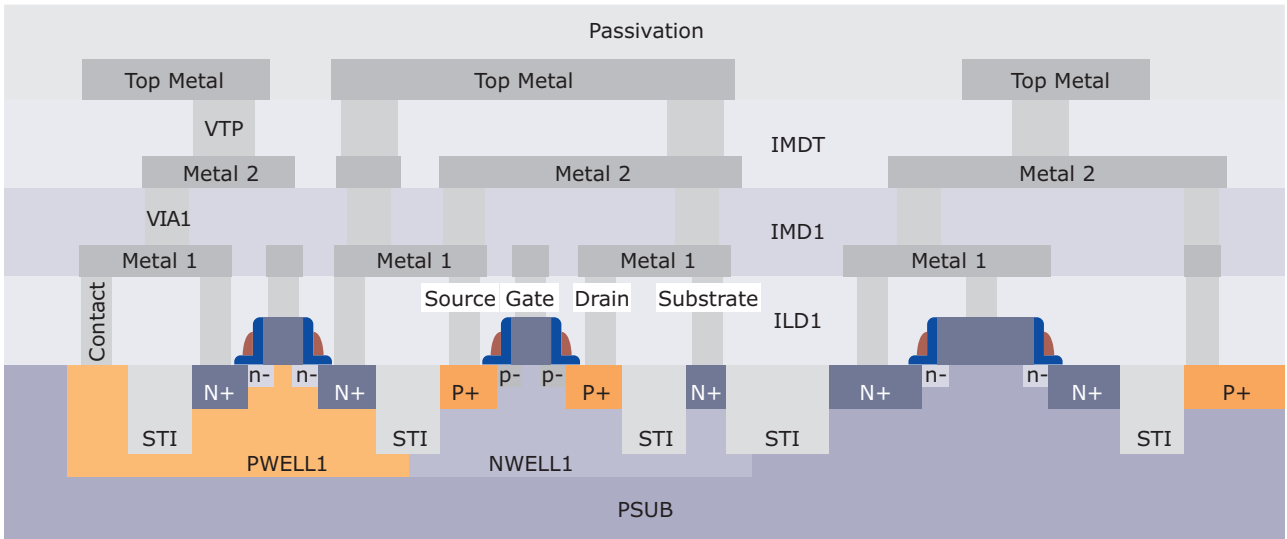 Passivation
Top Metal
Top Metal
Top Metal
VTP
IMDT
Metal 2
Metal 2
Metal 2
VIA1
IMD1
Metal 1
Metal 1
Metal 1
Metal 1
Contact
Source
Gate
Drain
Substrate
ILD1
n-
n-
p-
p-
n-
n-
N+
N+
P+
P+
N+
N+
N+
P+
STI
STI
STI
STI
STI
PWELL1
NWELL1
PSUB